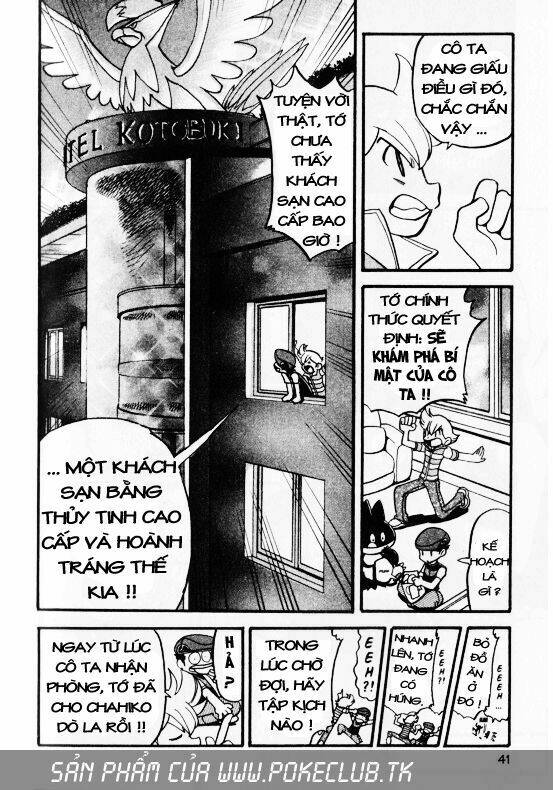 CÔ TA
ĐANG GIẤU
ĐIỀU GÌ ĐÓ,
CHẮC CHẮN
VẬY ...
TUYỆN VỜI
THẬT, TỚ
CHƯA
THẤY
KHÁCH
SẠN CAO
CẤP BAO
GIỜ !
TEL KOTOBUKI
... MỘT KHÁCH
SẠN BẰNG
THỦY TINH CAO
CẤP VÀ HOÀNH
TRÁNG THẾ
KIA !!
TỚ CHÍNH
THỨC QUYẾT
ĐỊNH: SẼ
KHÁM PHÁ BÍ
MẬT CỦA CÔ
TA !!
KẾ
HOẠCH
LÀ
GÌ ?
BỎ
ĐỒ
ĂN Ở
ĐÓ !
EEH...
NHANH
LÊN, TỚ
ĐANG
CÓ
HỨNG.
EEH?!
TRONG
LÚC CHỜ
ĐỢI, HÃY
TẬP KỊCH
NÀO !
EEEH?!
HẢ?
NGAY TỪ LÚC
CÔ TA NHẬN
PHÒNG, TỚ ĐÃ
CHO CHAHIKO
DÒ LA RỒI !!
41
SẢN PHẨM CỦA WWW.POKECLUB.TK